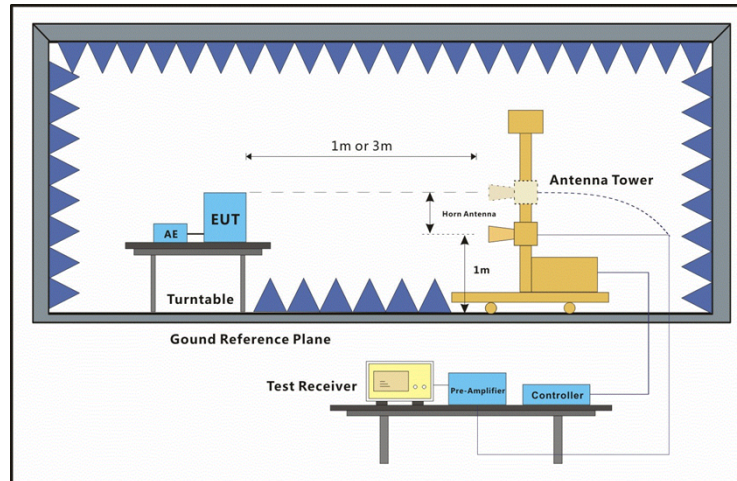 1m or 3m
Antenna Tower
Horn Antenna
EUT
AE
1m
Turntable
Gound Reference Plane
Test Receiver
Pre-Amplifier
Controller